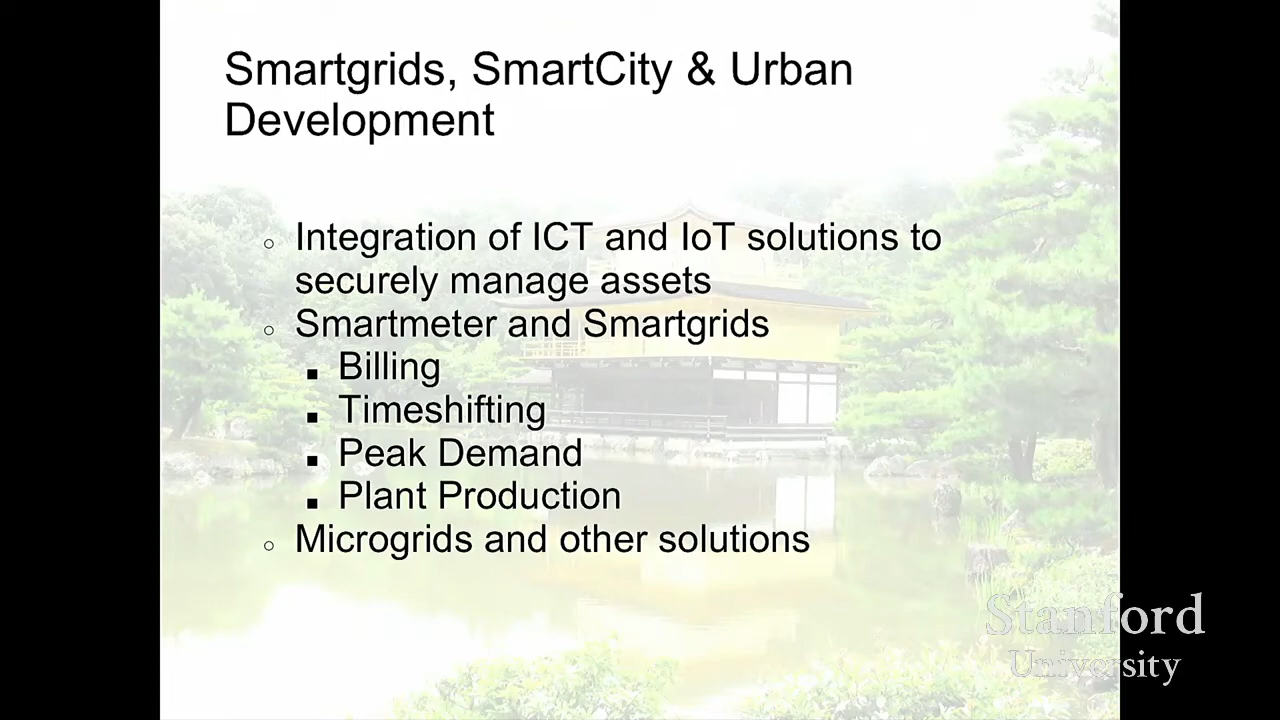 Smartgrids, SmartCity & Urban
Development
Integration of ICT and IoT solutions to
securely manage assets
Smartmeter and Smartgrids
Billing
Timeshifting
Peak Demand
Plant Production
Microgrids and other solutions
Stanford
University